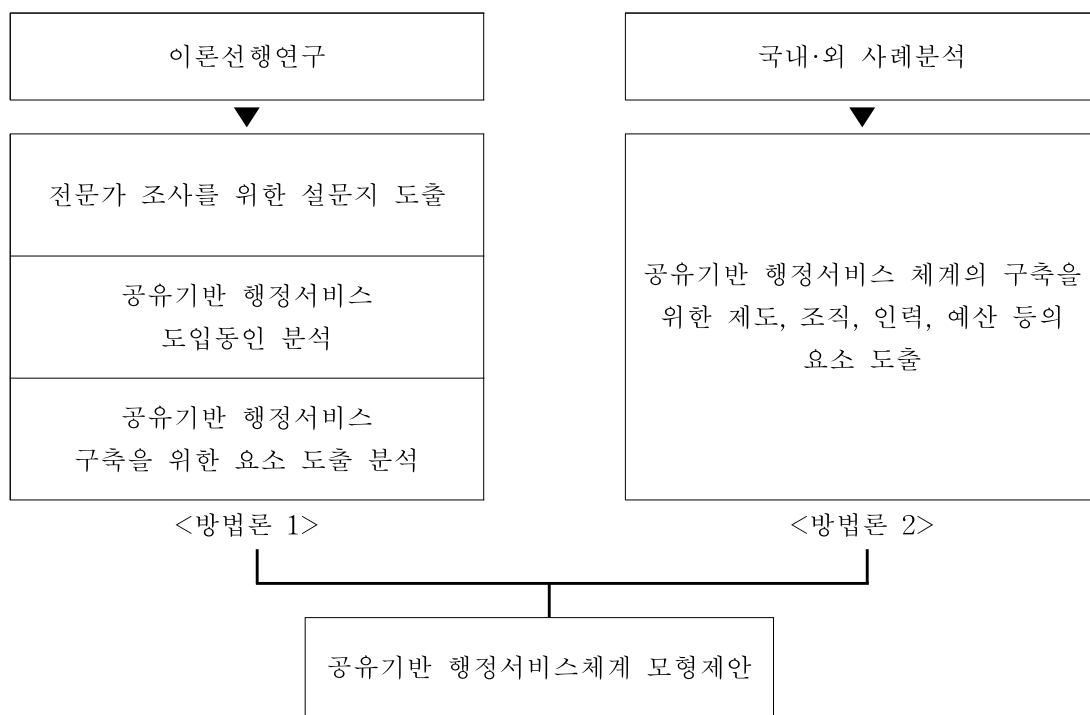 이론선행연구
전문가 조사를 위한 설문지 도출
공유기반 행정서비스
도입동인 분석
공유기반 행정서비스
구축을 위한 요소 도출 분석
<방법론 1>
국내·외 사례분석
공유기반 행정서비스 체계의 구축을
위한 제도, 조직, 인력, 예산 등의
요소 도출
<방법론 2>
공유기반 행정서비스체계 모형제안